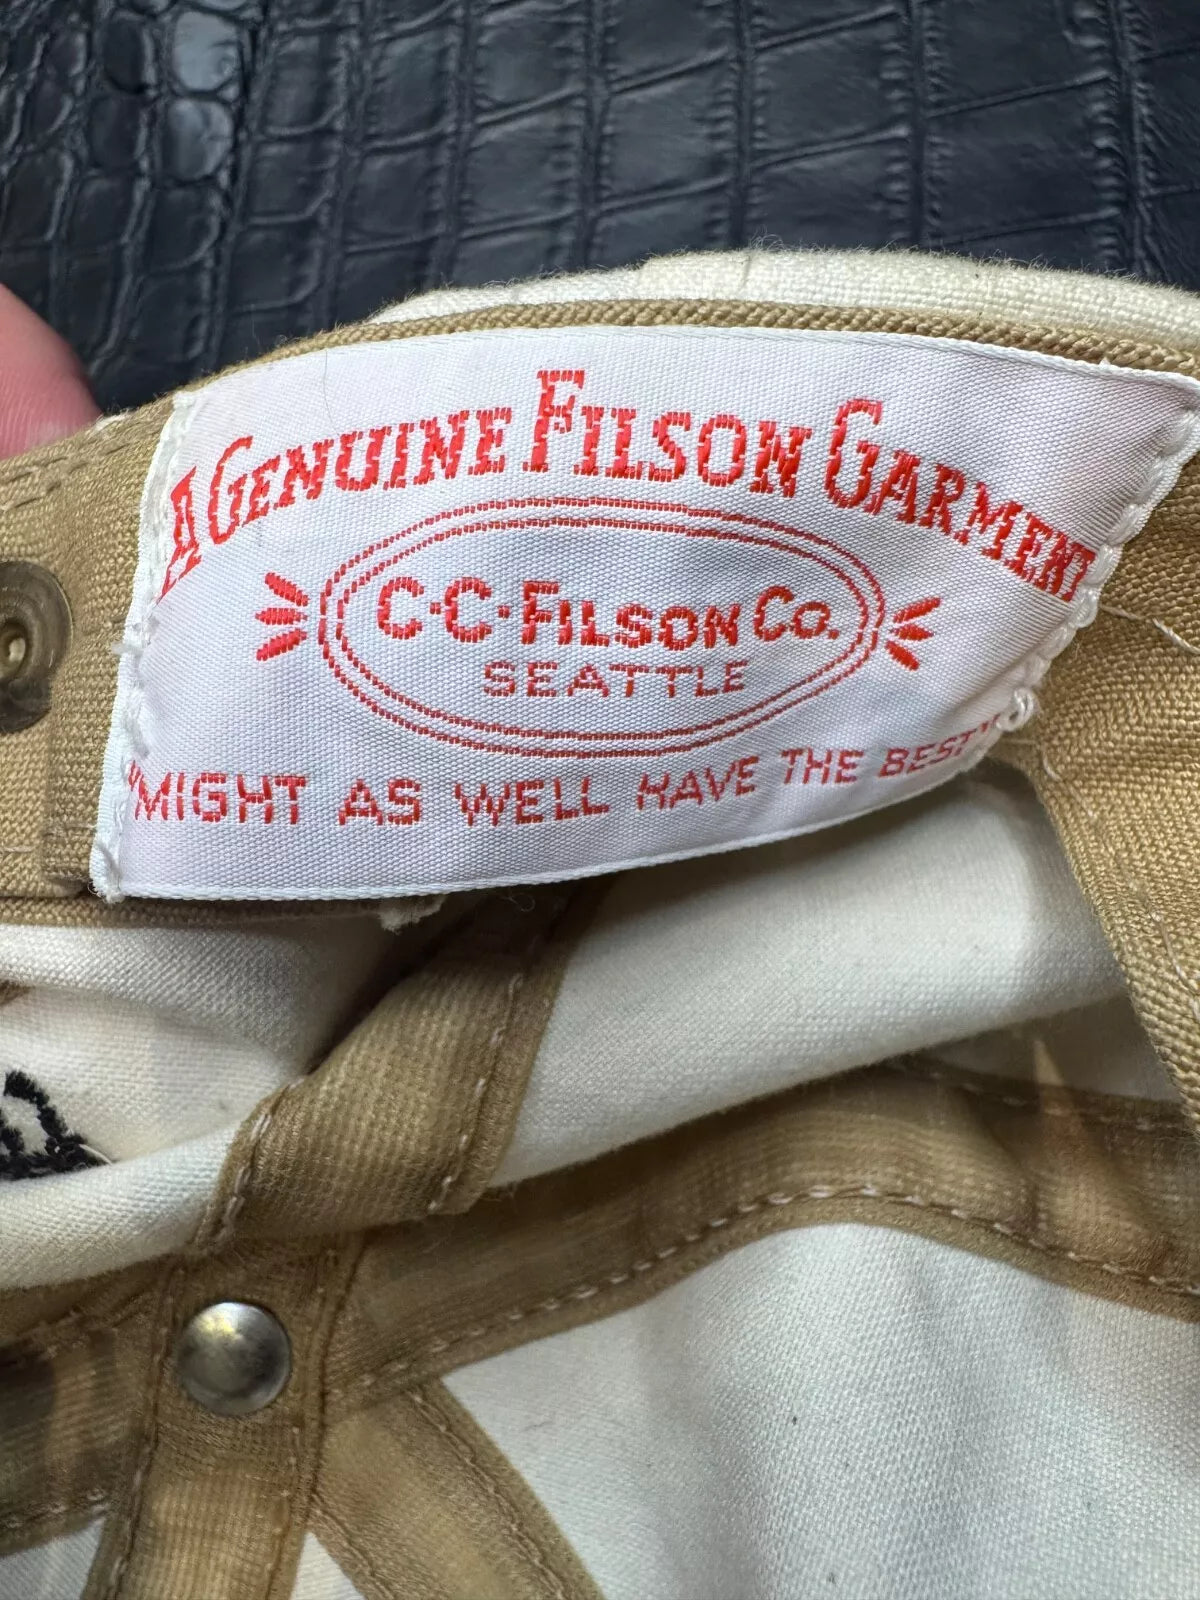 A GENUINE FILSON GARMENT
C·C·FILSON CO.
SEATTLE
"MIGHT AS WELL HAVE THE BEST"